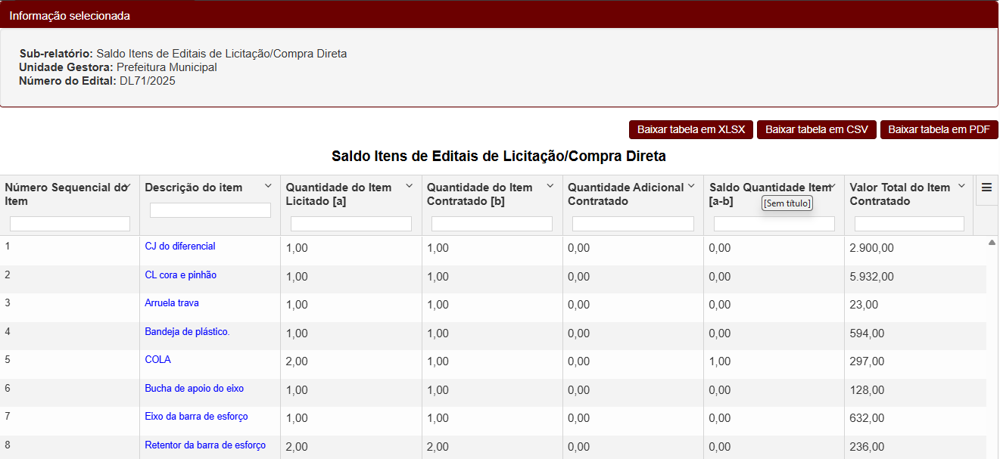 Informação selecionada
Sub-relatório: Saldo Itens de Editais de Licitação/Compra Direta
Unidade Gestora: Prefeitura Municipal
Número do Edital: DL71/2025
Baixar tabela em XLSX Baixar tabela em CSV Baixar tabela em PDF
Saldo Itens de Editais de Licitação/Compra Direta
Número Sequencial do Item
Descrição do item
Quantidade do Item Licitado [a]
Quantidade do Item Contratado [b]
Quantidade Adicional Contratado
Saldo Quantidade Item [a-b]
[Sem título]
Valor Total do Item Contratado
1 CJ do diferencial 1,00 1,00 0,00 0,00 2.900,00
2 CL cora e pinhão 1,00 1,00 0,00 0,00 5.932,00
3 Arruela trava 1,00 1,00 0,00 0,00 23,00
4 Bandeja de plástico. 1,00 1,00 0,00 0,00 594,00
5 COLA 2,00 1,00 0,00 1,00 297,00
6 Bucha de apoio do eixo 1,00 1,00 0,00 0,00 128,00
7 Eixo da barra de esforço 1,00 1,00 0,00 0,00 632,00
8 Retentor da barra de esforço 2,00 2,00 0,00 0,00 236,00